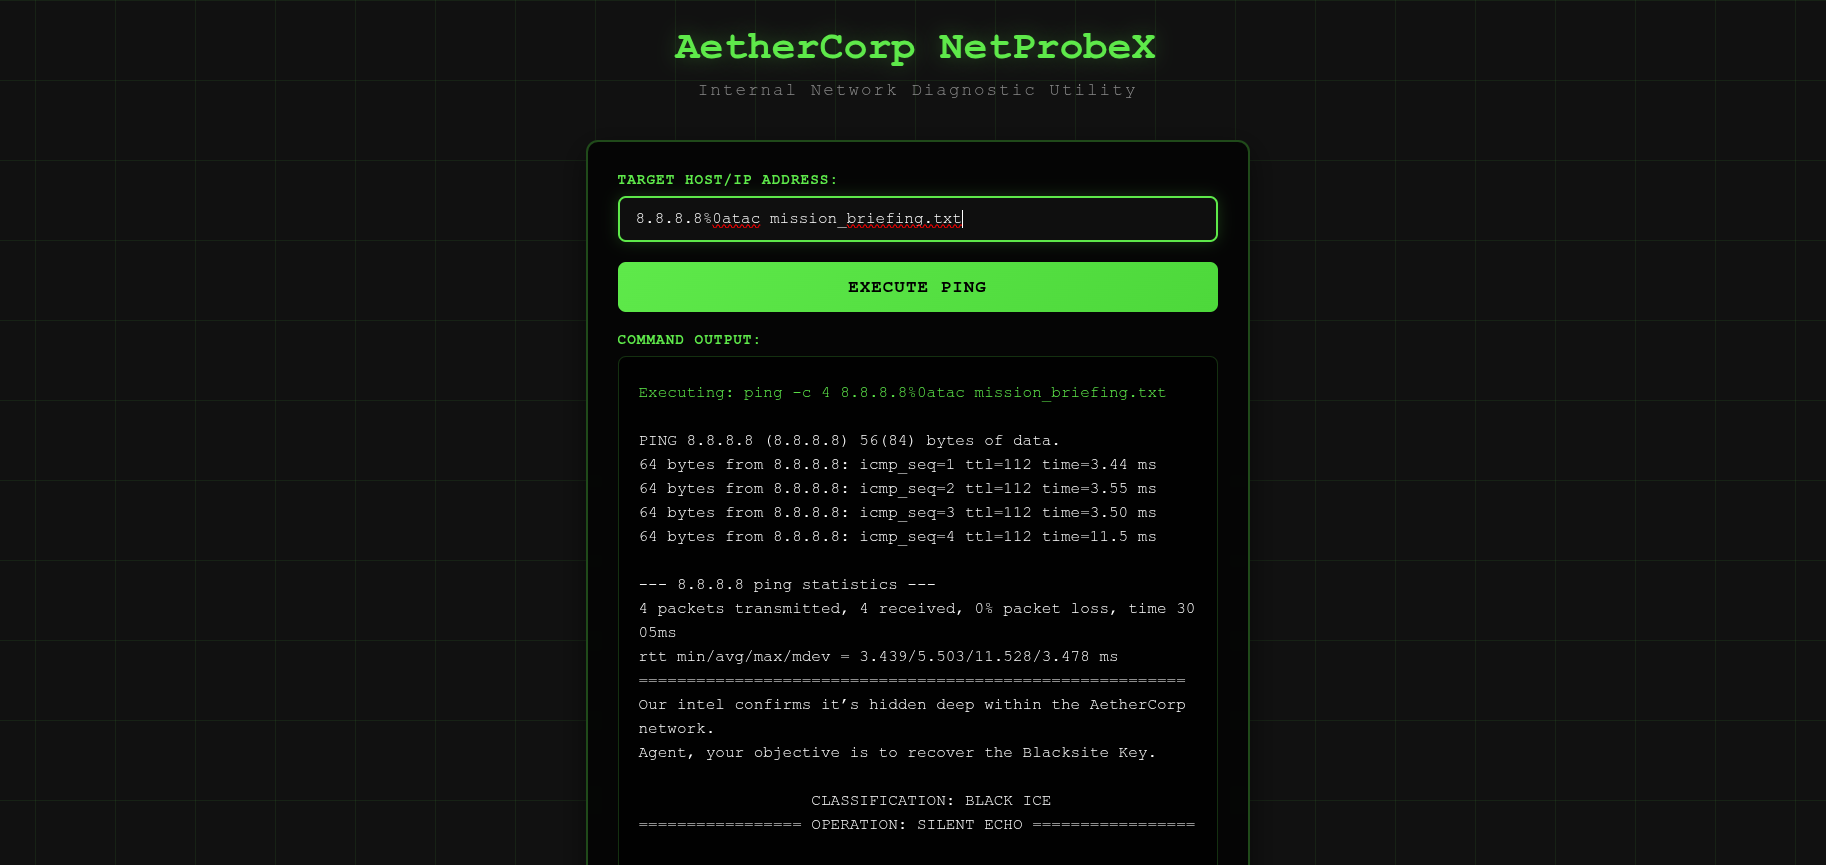 AetherCorp NetProbeX
Internal Network Diagnostic Utility
TARGET HOST/IP ADDRESS:
8.8.8.8%0atac mission_briefing.txt
EXECUTE PING
COMMAND OUTPUT:
Executing: ping -c 4 8.8.8.8%0atac mission_briefing.txt
PING 8.8.8.8 (8.8.8.8) 56(84) bytes of data.
64 bytes from 8.8.8.8: icmp_seq=1 ttl=112 time=3.44 ms
64 bytes from 8.8.8.8: icmp_seq=2 ttl=112 time=3.55 ms
64 bytes from 8.8.8.8: icmp_seq=3 ttl=112 time=3.50 ms
64 bytes from 8.8.8.8: icmp_seq=4 ttl=112 time=11.5 ms
--- 8.8.8.8 ping statistics ---
4 packets transmitted, 4 received, 0% packet loss, time 30
05ms
rtt min/avg/max/mdev = 3.439/5.503/11.528/3.478 ms
=========================================================
Our intel confirms it’s hidden deep within the AetherCorp
network.
Agent, your objective is to recover the Blacksite Key.
CLASSIFICATION: BLACK ICE
================= OPERATION: SILENT ECHO =================